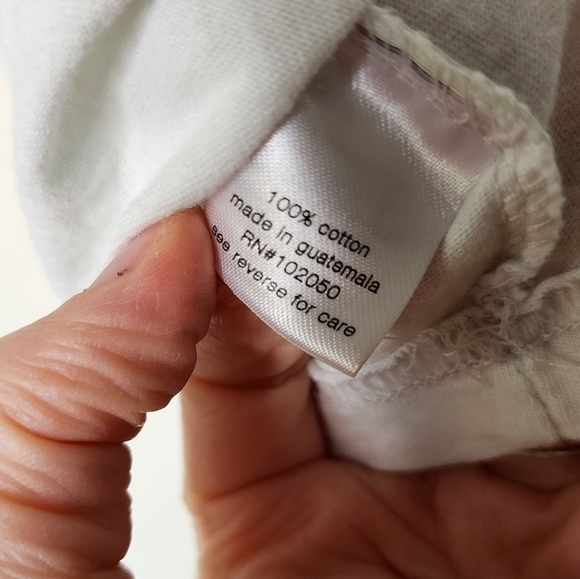 100% cotton
made in guatemala
RN#102050
see reverse for care